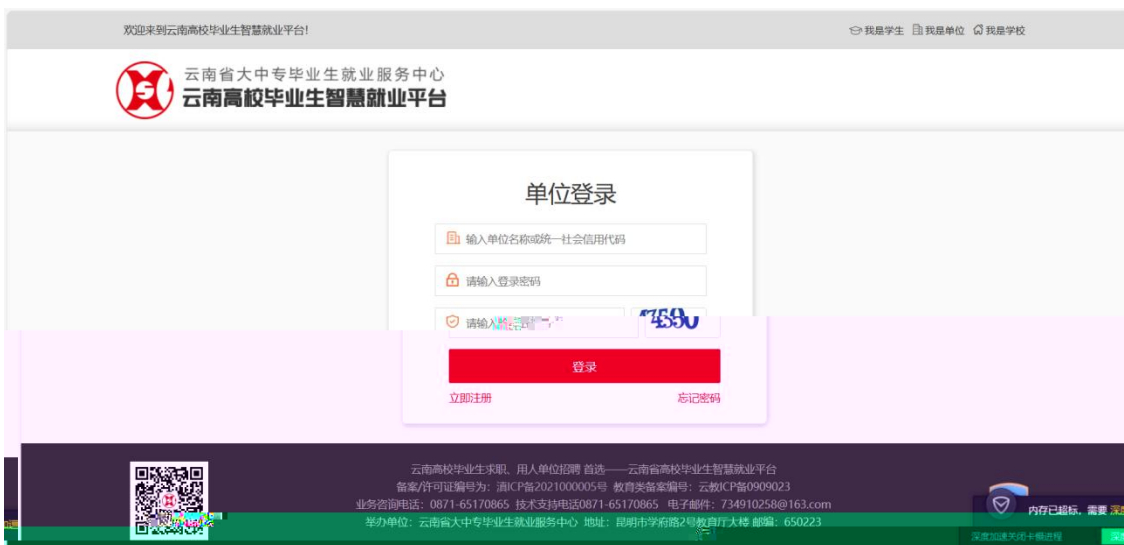 欢迎来到云南高校毕业生智慧就业平台!
我是学生 我是单位 我是学校
云南省大中专毕业生就业服务中心
云南高校毕业生智慧就业平台
单位登录
输入单位名称或统一社会信用代码
请输入登录密码
请输入
登录
立即注册 忘记密码
云南高校毕业生求职、用人单位招聘 首选——云南省高校毕业生智慧就业平台
备案/许可证编号为：滇ICP备2021000005号 教育类备案编号：云教ICP备0909023
业务咨询电话：0871-65170865 技术支持电话0871-65170865 电子邮件：734910258@163.com
举办单位：云南省大中专毕业生就业服务中心 地址：昆明市学府路2号教育厅大楼 邮编：650223
内存已超标，需要
深度加速关闭卡慢进程